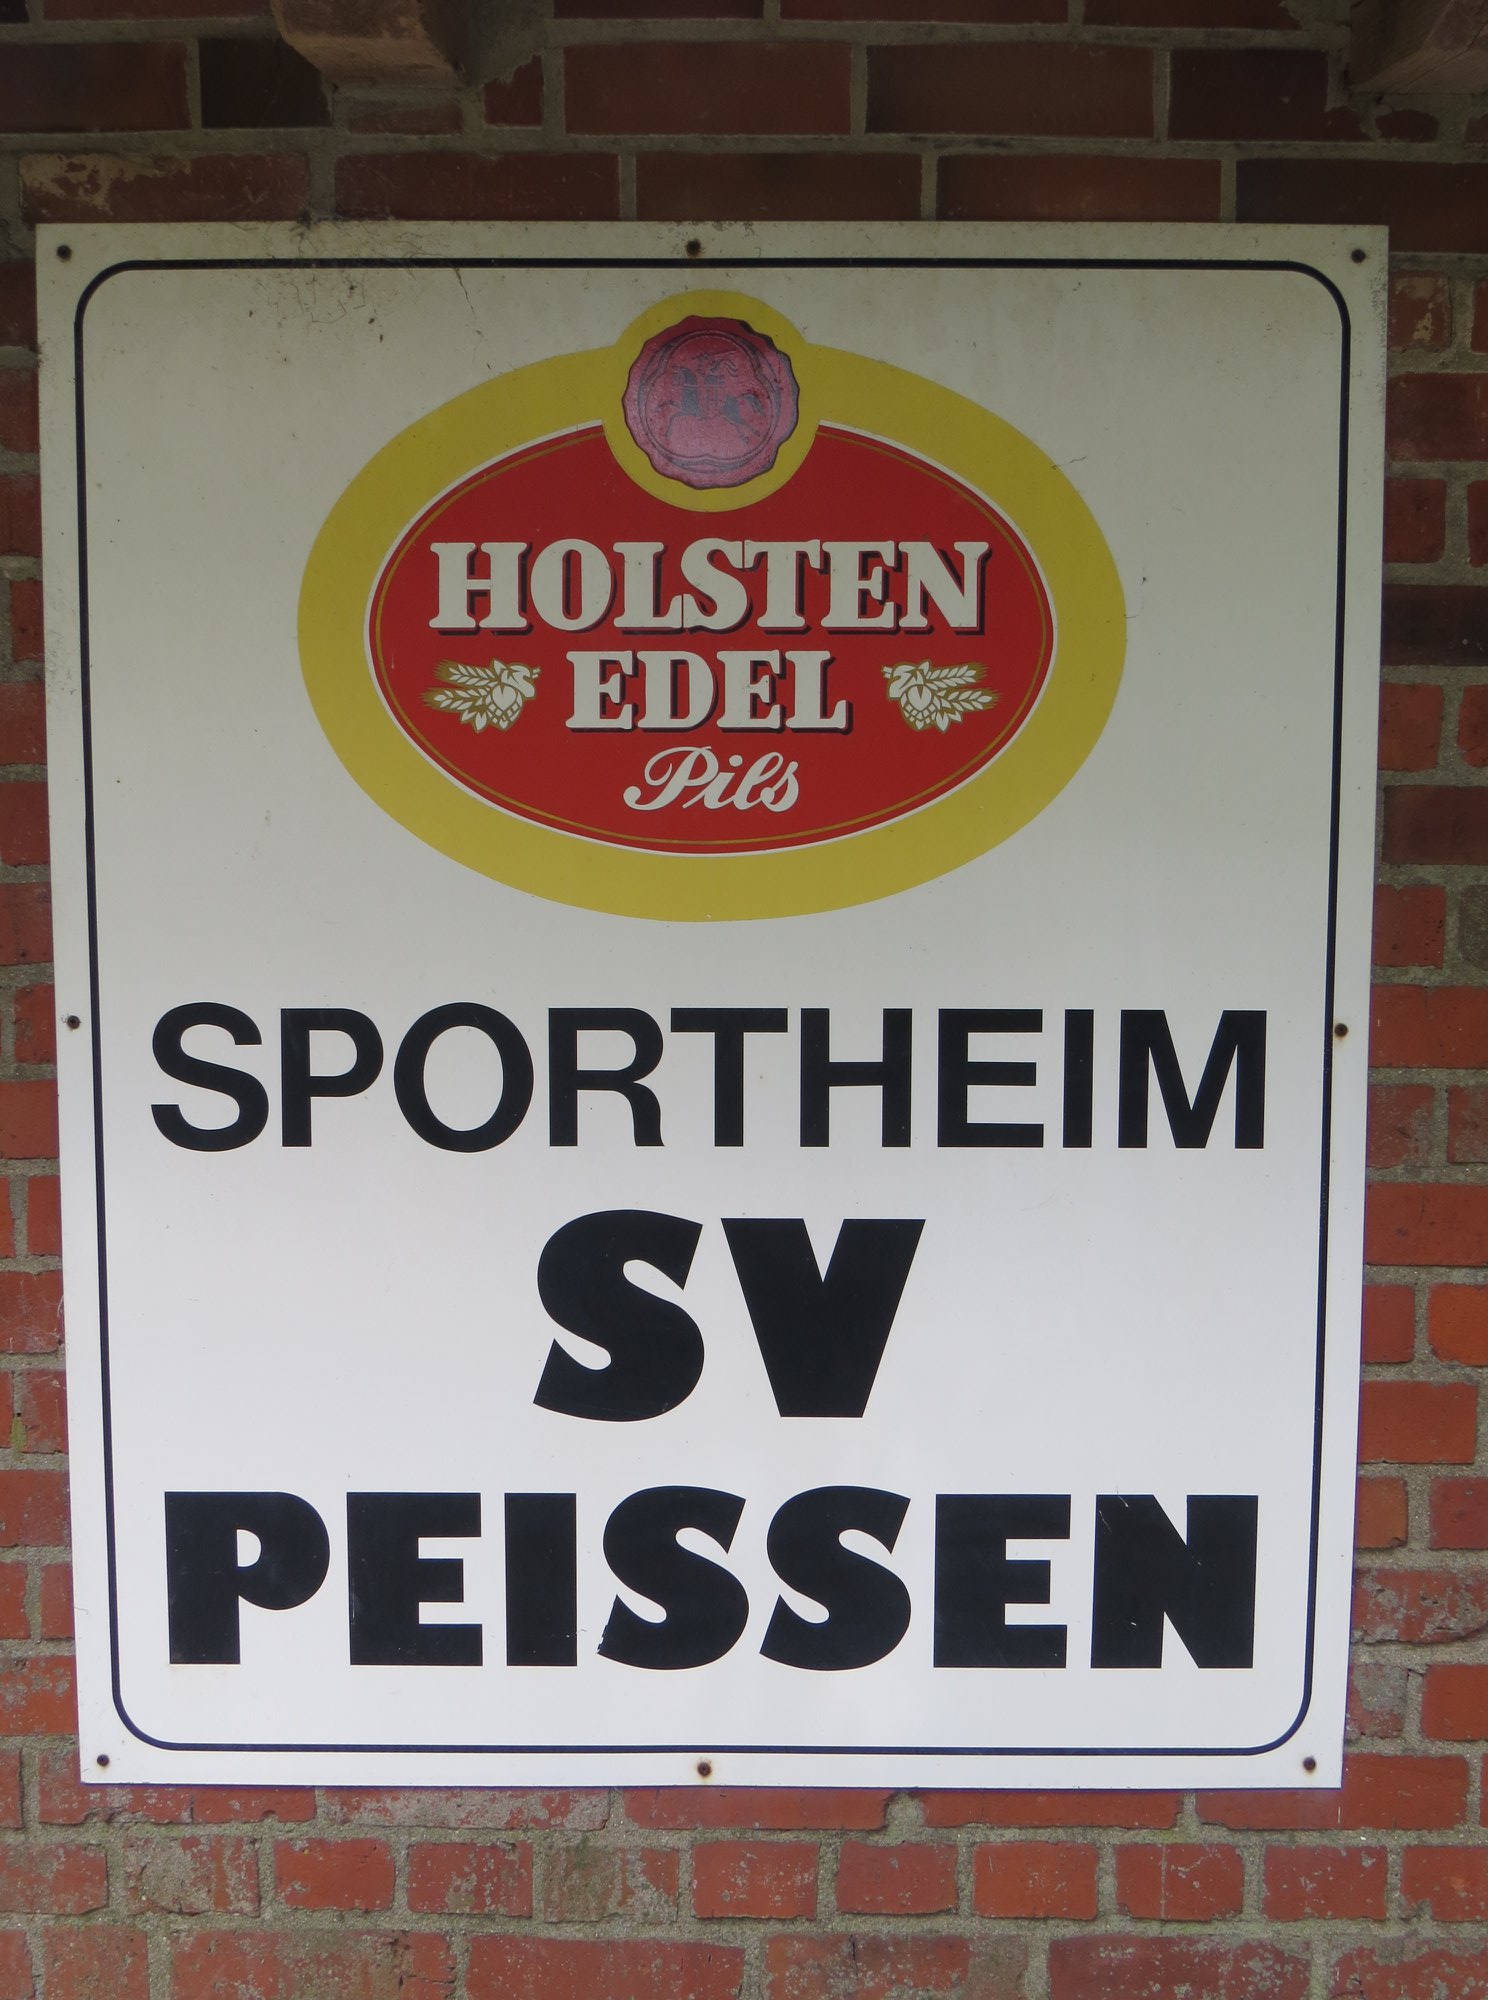 HOLSTEN
EDEL
Pils
SPORTHEIM
SV
PEISSEN